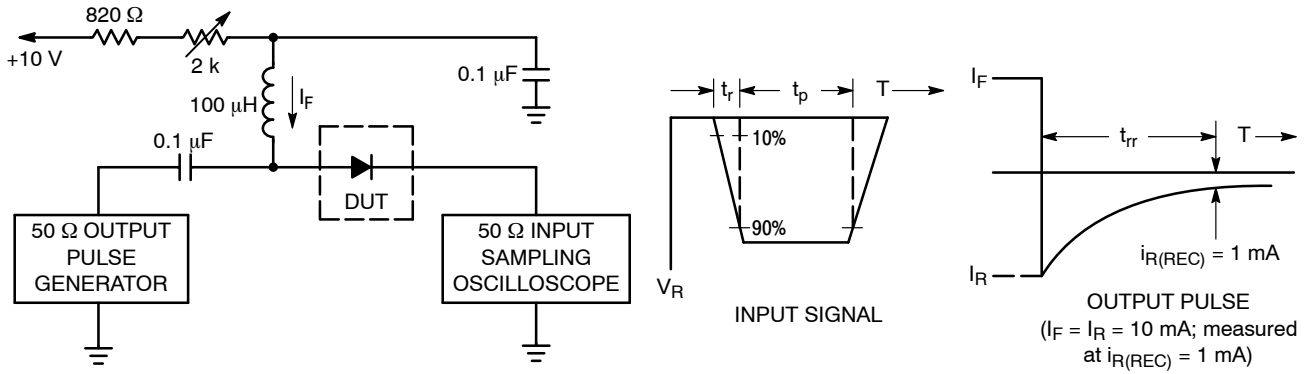 820 Ω
+10 V
2 k
100 μH
I_F
0.1 μF
0.1 μF
DUT
50 Ω OUTPUT
PULSE
GENERATOR
50 Ω INPUT
SAMPLING
OSCILLOSCOPE
t_r
t_p
T
10%
90%
V_R
INPUT SIGNAL
I_F
t_rr
T
i_R(REC) = 1 mA
I_R
OUTPUT PULSE
(I_F = I_R = 10 mA; measured
at i_R(REC) = 1 mA)